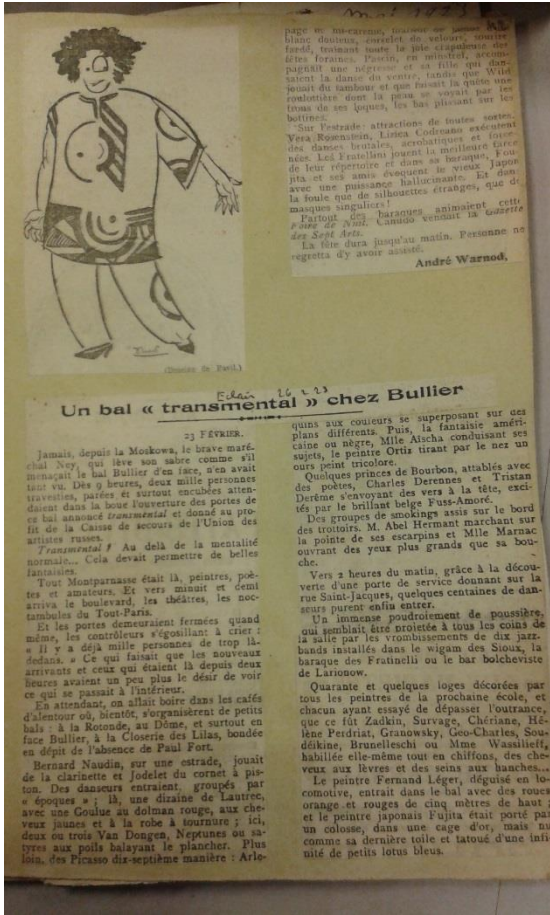 mai 1923
page de mi-carême,
blanc douteux, corselet de velours, sourire
fardé, traînant toute la joie crapuleuse des
fêtes foraines. Pascin, en minstrel, accom-
pagnait une négresse et sa fille qui dan-
saient la danse du ventre, tandis que Wild
jouait du tambour et que faisait la quête une
roulottière dont la peau se voyait par les
trous de ses loques, les bas plissant sur les
bottines.
Sur l'estrade: attractions de toutes sortes.
Vera Rosenstein, Lizica Codreano exécutent
des danses brutales, acrobatiques et
nées. Les Fratellini jouent la meilleure farce
de leur répertoire et dans sa baraque, Fou-
jita et ses amis évoquent le vieux Japon
avec une puissance hallucinante. Et dans
la foule que de silhouettes étranges, que de
masques singuliers!
Partout des baraques animaient cette
Foire de Nuit. Canudo vendait la Gazette
des Sept Arts.
La fête dura jusqu'au matin. Personne ne
regretta d'y avoir assisté.
André Warnod,
(Dessin de Pavil.)
Eclair 26 2 23
Un bal « transmental » chez Bullier
23 FÉVRIER.
Jamais, depuis la Moskowa, le brave maré-
chal Ney, qui lève son sabre comme s'il
menaçait le bal Bullier d'en face, n'en avait
tant vu. Dès 9 heures, deux mille personnes
travesties, parées et surtout encubées atten-
daient dans la boue l'ouverture des portes de
ce bal annoncé transmental et donné au pro-
fit de la Caisse de secours de l'Union des
artistes russes.
Transmental? Au delà de la mentalité
normale... Cela devait permettre de belles
fantaisies.
Tout Montparnasse était là, peintres, poè-
tes et amateurs. Et vers minuit et demi
arriva le boulevard, les théâtres, les noc-
tambules du Tout-Paris.
Et les portes demeuraient fermées quand
même, les contrôleurs s'égosillant à crier :
« Il y a déjà mille personnes de trop là-
dedans. » Ce qui faisait que les nouveaux
arrivants et ceux qui étaient là depuis deux
heures avaient un peu plus le désir de voir
ce qui se passait à l'intérieur.
En attendant, on allait boire dans les cafés
d'alentour où, bientôt, s'organisèrent de petits
bals : à la Rotonde, au Dôme, et surtout en
face Bullier, à la Closerie des Lilas, bondée
en dépit de l'absence de Paul Fort.
Bernard Naudin, sur une estrade, jouait
de la clarinette et Jodelet du cornet à pis-
ton. Des danseurs entraient, groupés par
« époques » : là, une dizaine de Lautrec,
avec une Goulue au dolman rouge, aux che-
veux jaunes et à la robe à tournure ; ici,
deux ou trois Van Dongen, Neptunes ou sa-
tyres aux poils balayant le plancher. Plus
loin, des Picasso dix-septième manière : Arle-
quins aux couleurs se superposant sur des
plans différents. Puis, la fantaisie améri-
caine ou nègre, Mlle Aïscha conduisant ses
sujets, le peintre Ortiz tirant par le nez un
ours peint tricolore.
Quelques princes de Bourbon, attablés avec
des poètes, Charles Derennes et Tristan
Derême s'envoyant des vers à la tête, exci-
tés par le brillant belge Fuss-Amoré.
Des groupes de smokings assis sur le bord
des trottoirs. M. Abel Hermant marchant sur
la pointe de ses escarpins et Mlle Marnac
ouvrant des yeux plus grands que sa bou-
che.
Vers 2 heures du matin, grâce à la décou-
verte d'une porte de service donnant sur la
rue Saint-Jacques, quelques centaines de dan-
seurs purent enfin entrer.
Un immense poudroiement de poussière,
qui semblait être projetée à tous les coins de
la salle par les vrombissements de dix jazz-
bands installés dans le wigam des Sioux, la
baraque des Fratinelli ou le bar bolcheviste
de Larionow.
Quarante et quelques loges décorées par
tous les peintres de la prochaine école, et
chacun ayant essayé de dépasser l'outrance,
que ce fût Zadkin, Survage, Chériane, Hé-
lène Perdriat, Granowsky, Geo-Charles, Sou-
déikine, Brunelleschi ou Mme Wassilieff,
habillée elle-même tout en chiffons, des che-
veux aux lèvres et des seins aux hanches...
Le peintre Fernand Léger, déguisé en lo-
comotive, entrait dans le bal avec des roues
orange et rouges de cinq mètres de haut ;
et le peintre japonais Fujita était porté par
un colosse, dans une cage d'or, mais nu
comme sa dernière toile et tatoué d'une infi-
nité de petits lotus bleus.